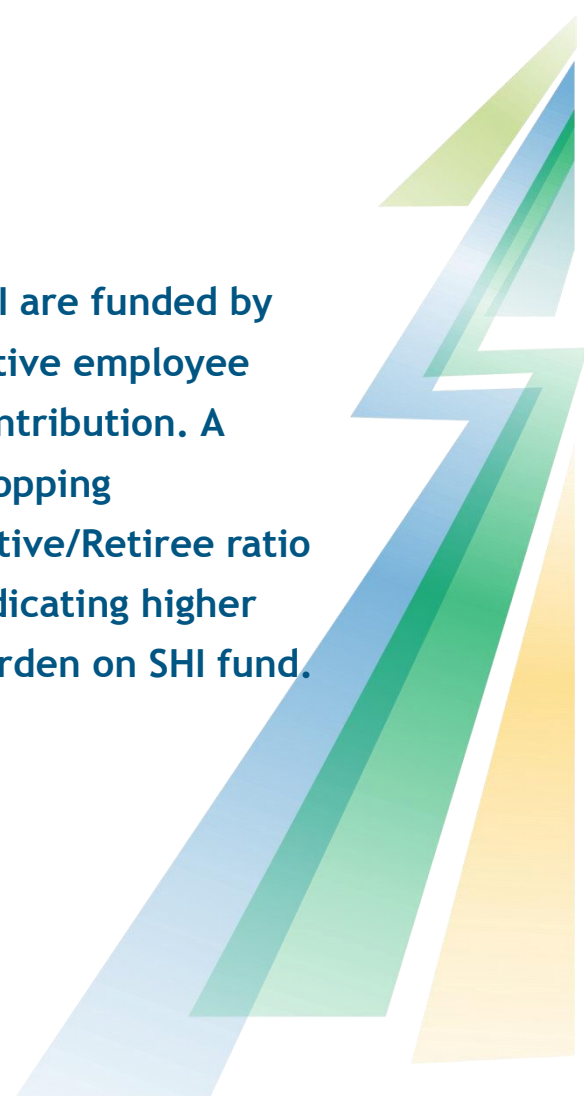 I are funded by
tive employee
ntribution. A
opping
tive/Retiree ratio
dicating higher
rden on SHI fund.